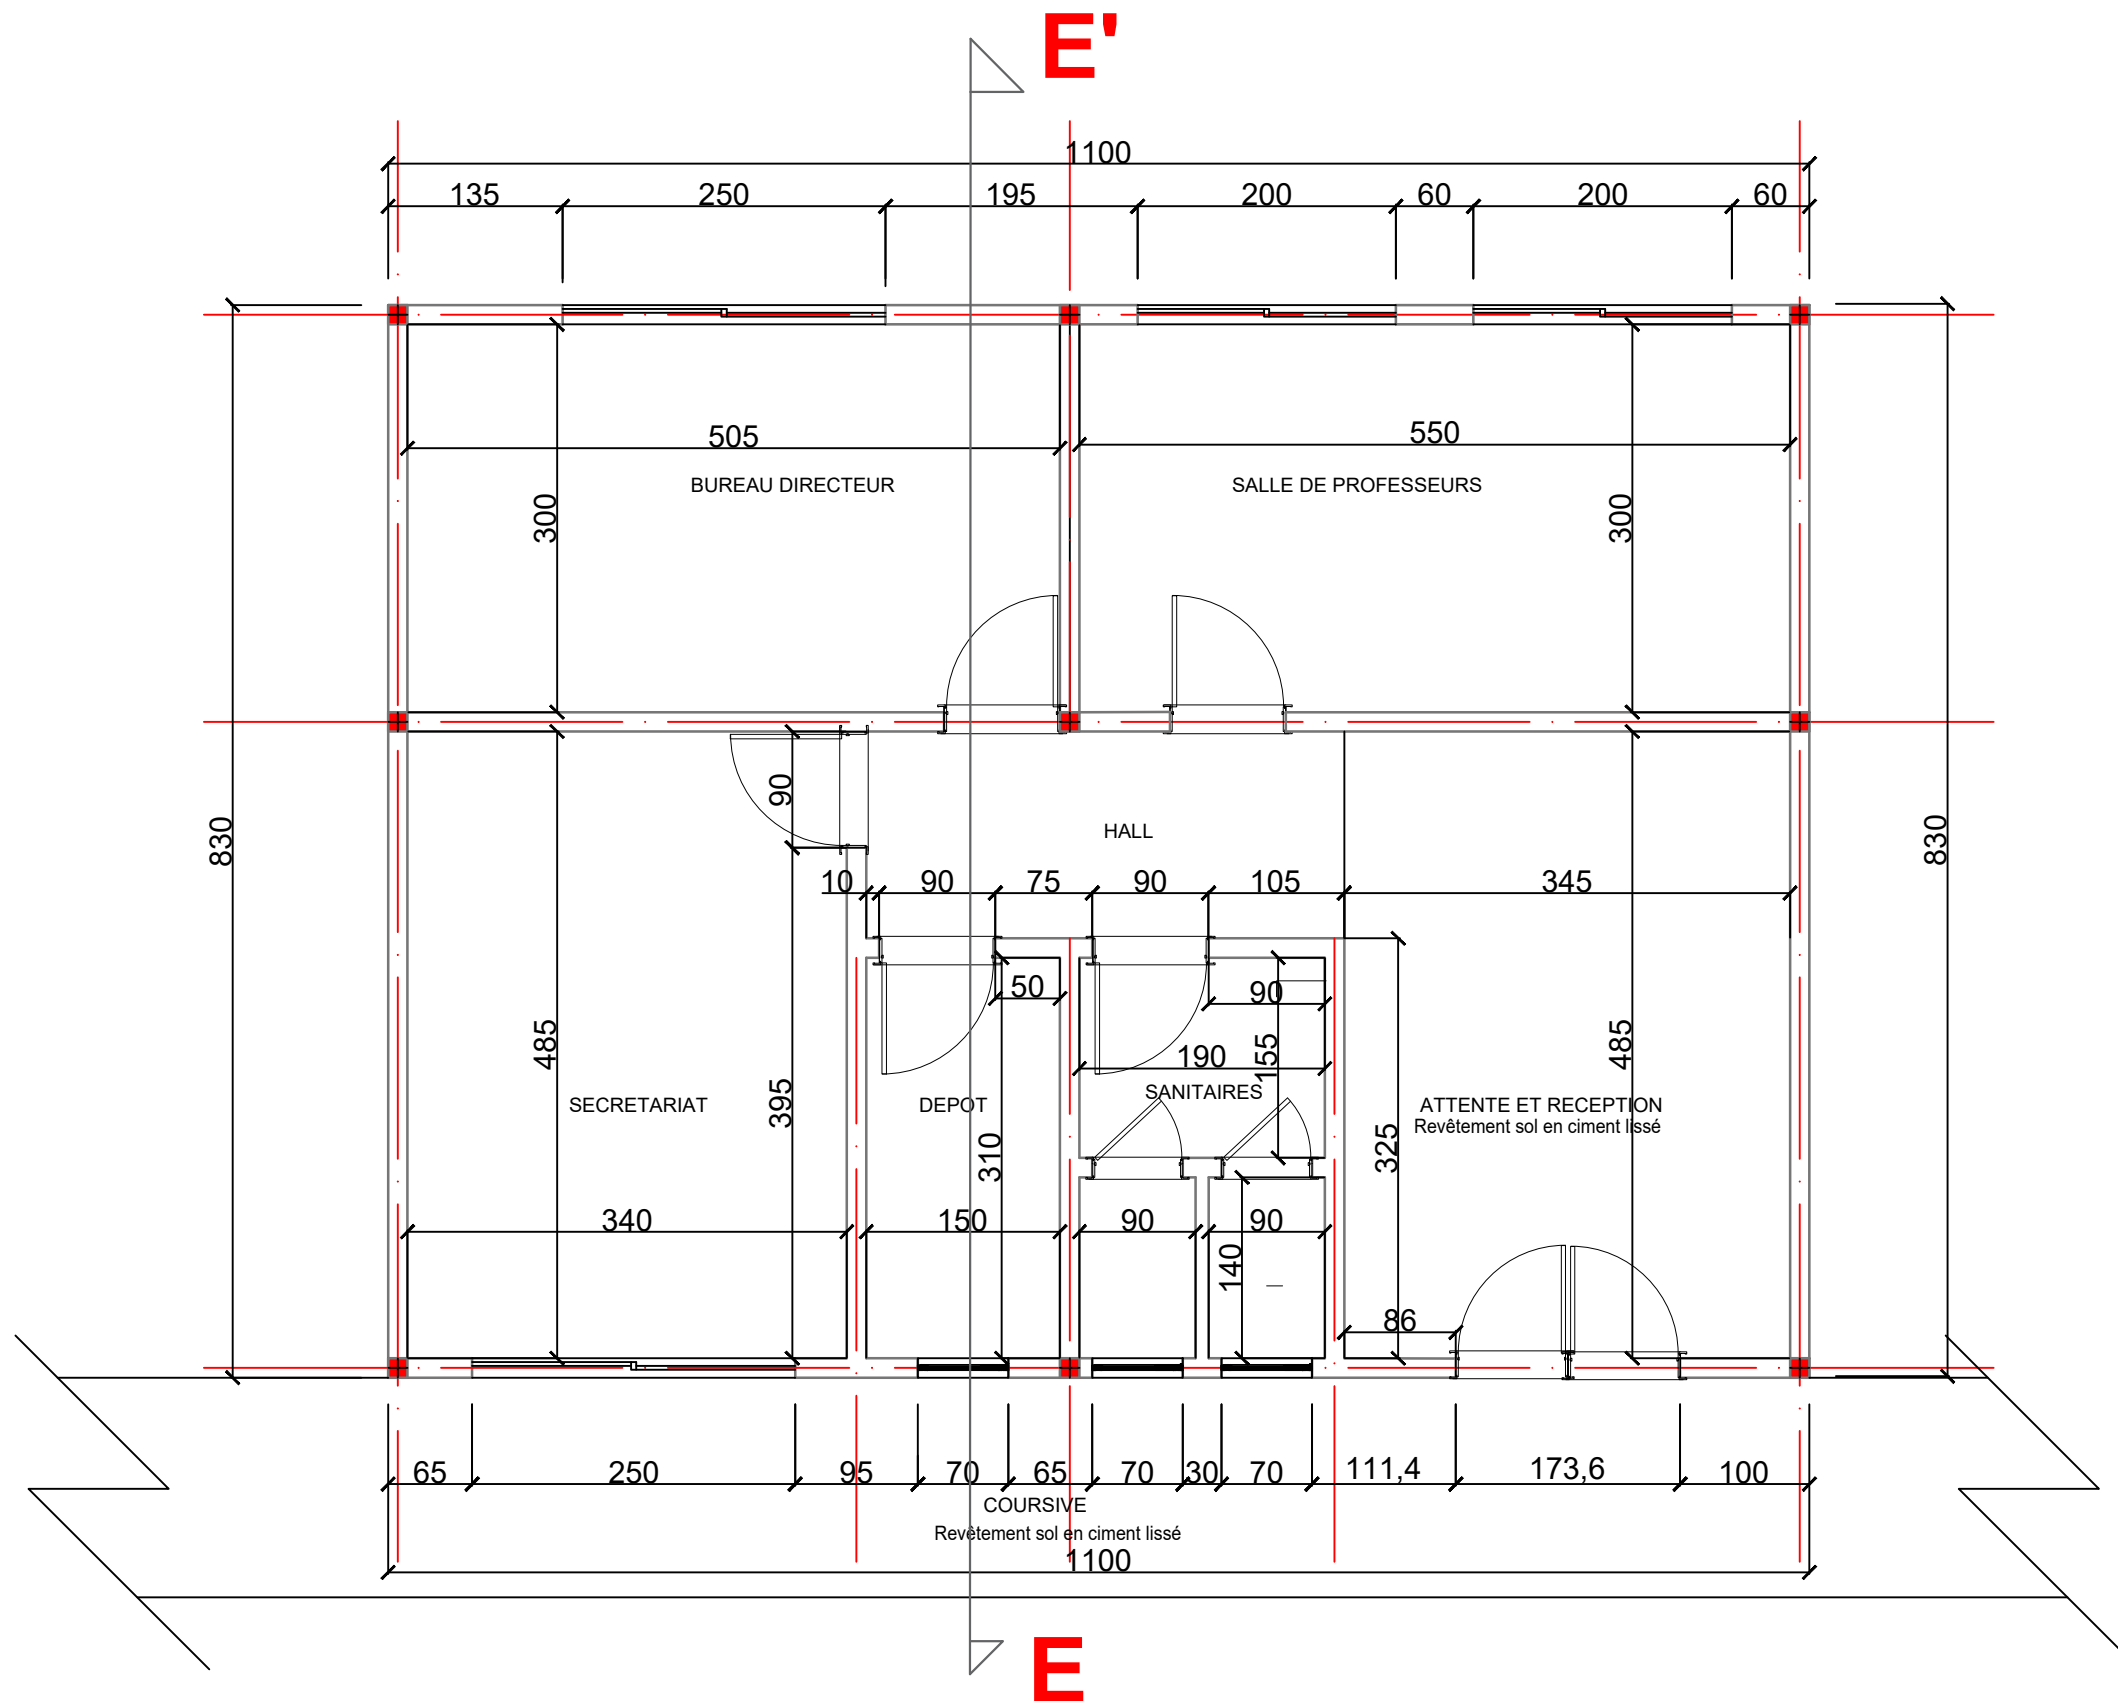 E'
1100
135 250 195 200 60 200 60
505 550
BUREAU DIRECTEUR SALLE DE PROFESSEURS
300 300
90
HALL
830 830
10 90 75 90 105 345
50 90
485 155 485
190
395
SECRETARIAT DEPOT SANITAIRES ATTENTE ET RECEPTION
Revêtement sol en ciment lissé
310 325
340 150 90 90
140
86
65 250 95 70 65 70 30 70 111,4 173,6 100
COURSIVE
Revêtement sol en ciment lissé
1100
E